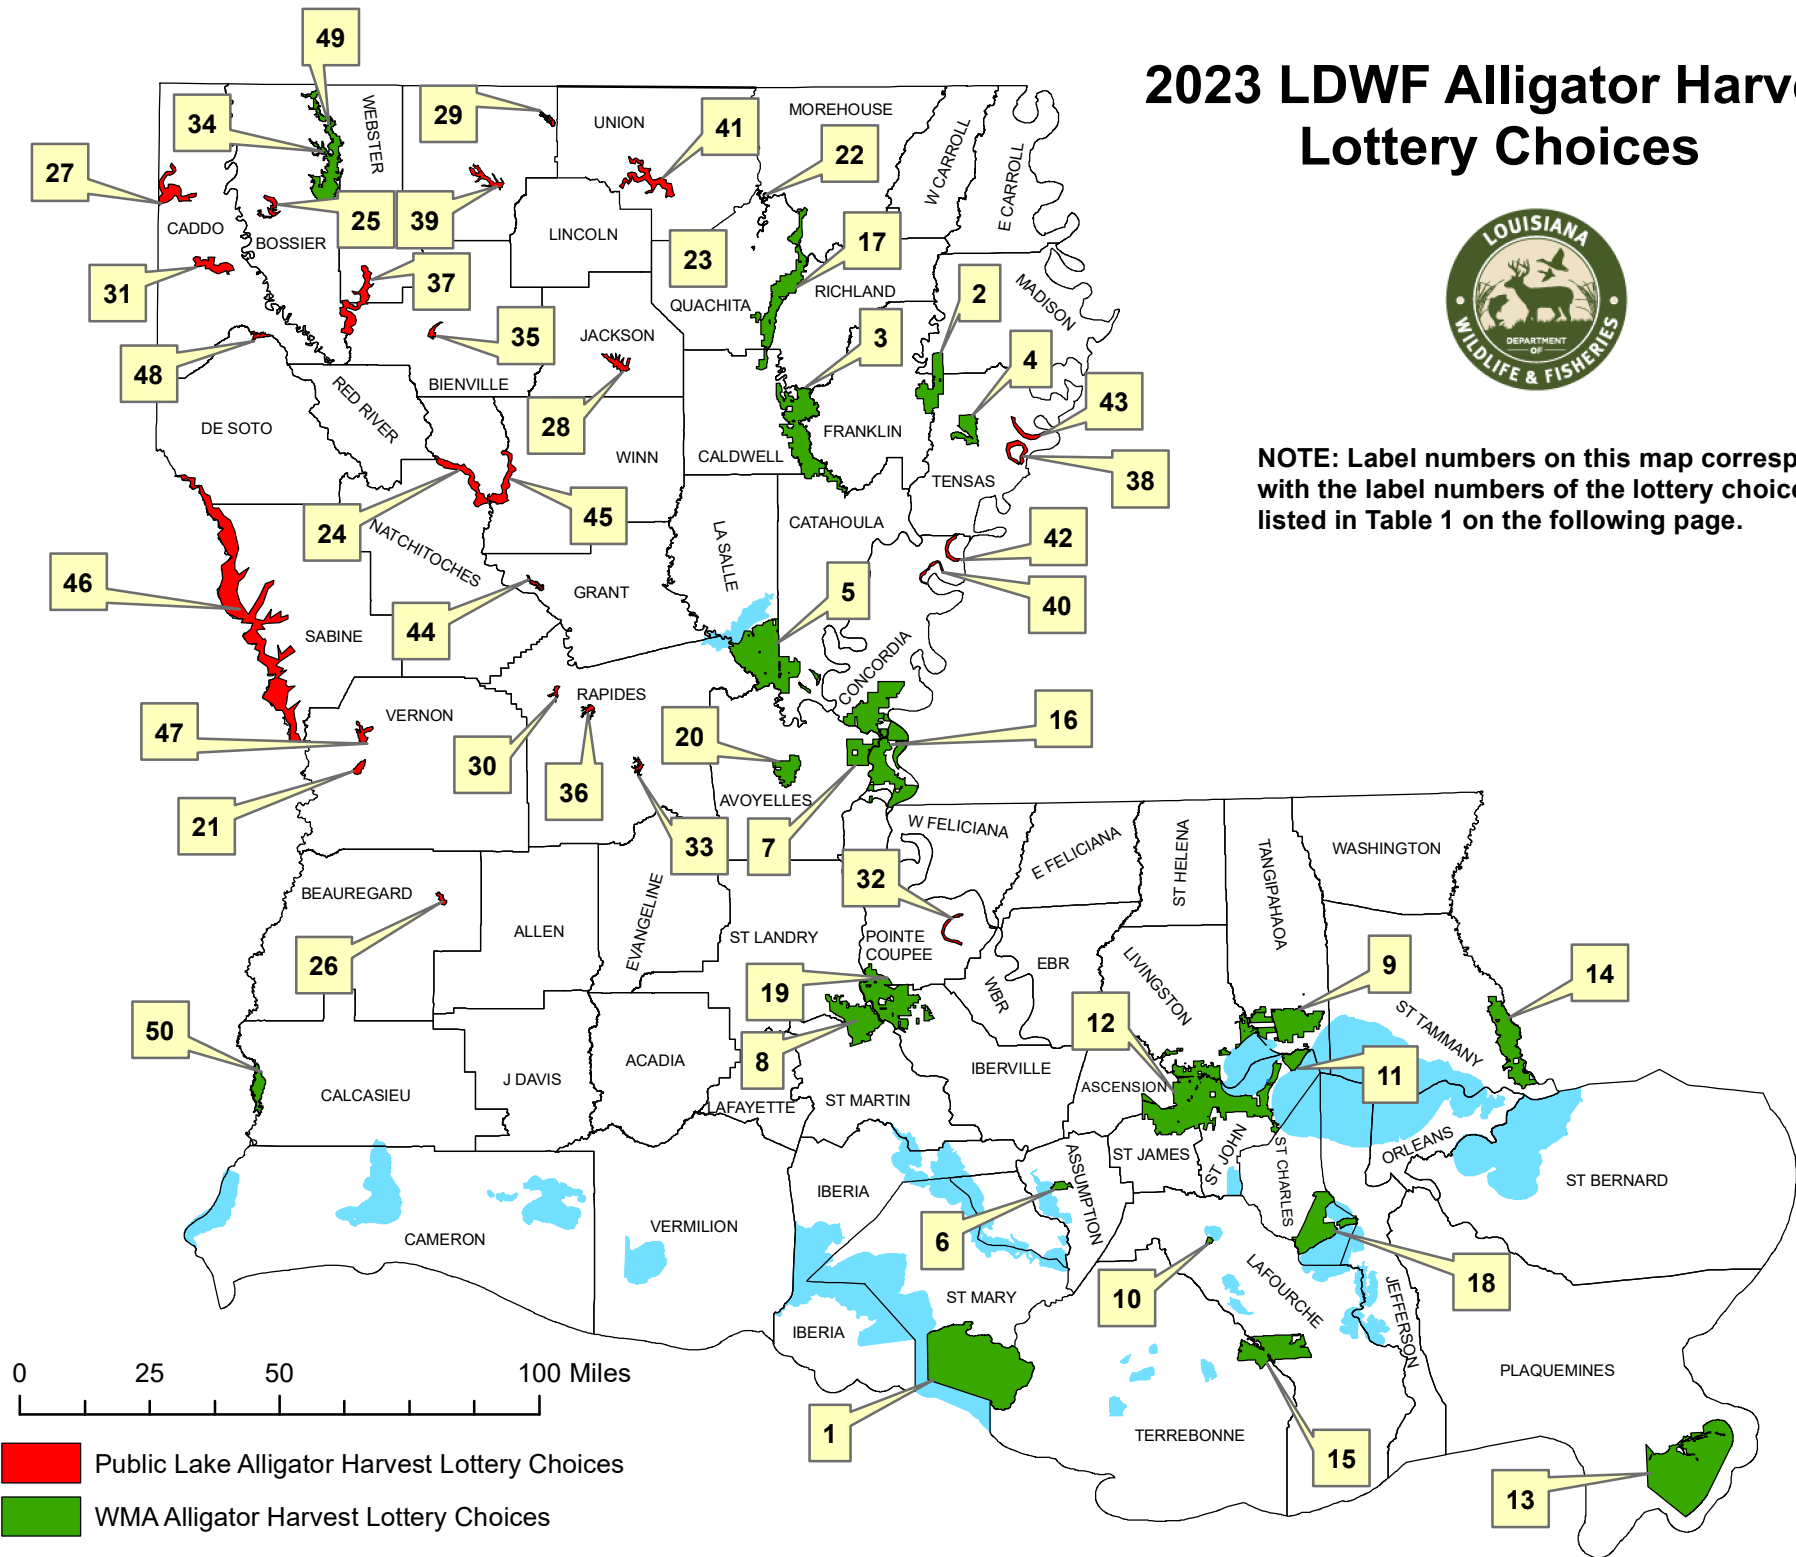 2023 LDWF Alligator Harv
Lottery Choices
LOUISIANA
DEPARTMENT
OF
WILDLIFE & FISHERIES
NOTE: Label numbers on this map corresp
with the label numbers of the lottery choice
listed in Table 1 on the following page.
49
34
27
29
41
22
25
39
23
17
31
37
2
48
35
3
4
28
43
38
24
45
42
46
44
5
40
47
30
36
20
16
21
33
7
32
26
19
9
14
50
8
12
11
6
10
18
1
15
13
WEBSTER
UNION
MOREHOUSE
W CARROLL
E CARROLL
CADDO
BOSSIER
LINCOLN
QUACHITA
RICHLAND
MADISON
JACKSON
BIENVILLE
RED RIVER
DE SOTO
WINN
CALDWELL
FRANKLIN
TENSAS
NATCHITOCHES
LA SALLE
CATAHOULA
GRANT
SABINE
CONCORDIA
RAPIDES
VERNON
AVOYELLES
W FELICIANA
E FELICIANA
ST HELENA
TANGIPAHAOA
WASHINGTON
BEAUREGARD
ALLEN
EVANGELINE
ST LANDRY
POINTE
COUPEE
WBR
EBR
LIVINGSTON
ST TAMMANY
CALCASIEU
J DAVIS
ACADIA
LAFAYETTE
ST MARTIN
IBERVILLE
ASCENSION
ST JAMES
ST JOHN
ST CHARLES
ORLEANS
ST BERNARD
CAMERON
VERMILION
IBERIA
ASSUMPTION
ST MARY
IBERIA
LAFOURCHE
JEFFERSON
PLAQUEMINES
TERREBONNE
0 25 50 100 Miles
Public Lake Alligator Harvest Lottery Choices
WMA Alligator Harvest Lottery Choices